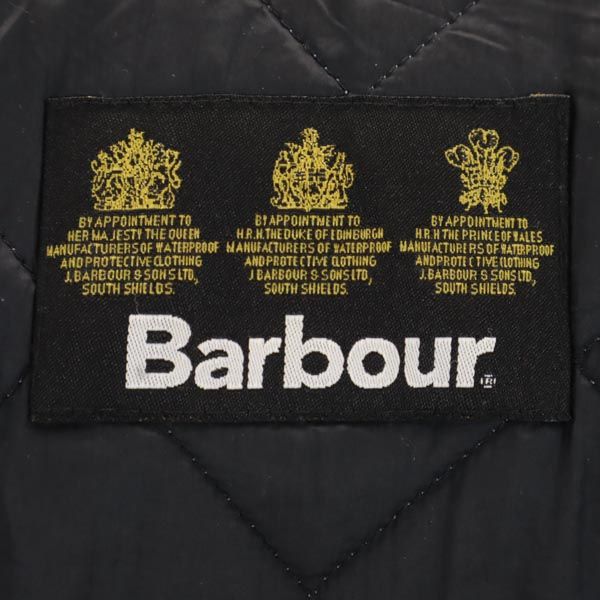 BY APPOINTMENT TO
HER MAJESTY THE QUEEN
MANUFACTURERS OF WATERPROOF
AND PROTECTIVE CLOTHING
J. BARBOUR & SONS LTD,
SOUTH SHIELDS.
BY APPOINTMENT TO
H.R.H. THE DUKE OF EDINBURGH
MANUFACTURERS OF WATERPROOF
AND PROTECTIVE CLOTHING
J. BARBOUR & SONS LTD,
SOUTH SHIELDS.
BY APPOINTMENT TO
H.R.H THE PRINCE OF WALES
MANUFACTURERS OF WATERPROOF
AND PROTECTIVE CLOTHING
J. BARBOUR & SONS LTD,
SOUTH SHIELDS.
Barbour®